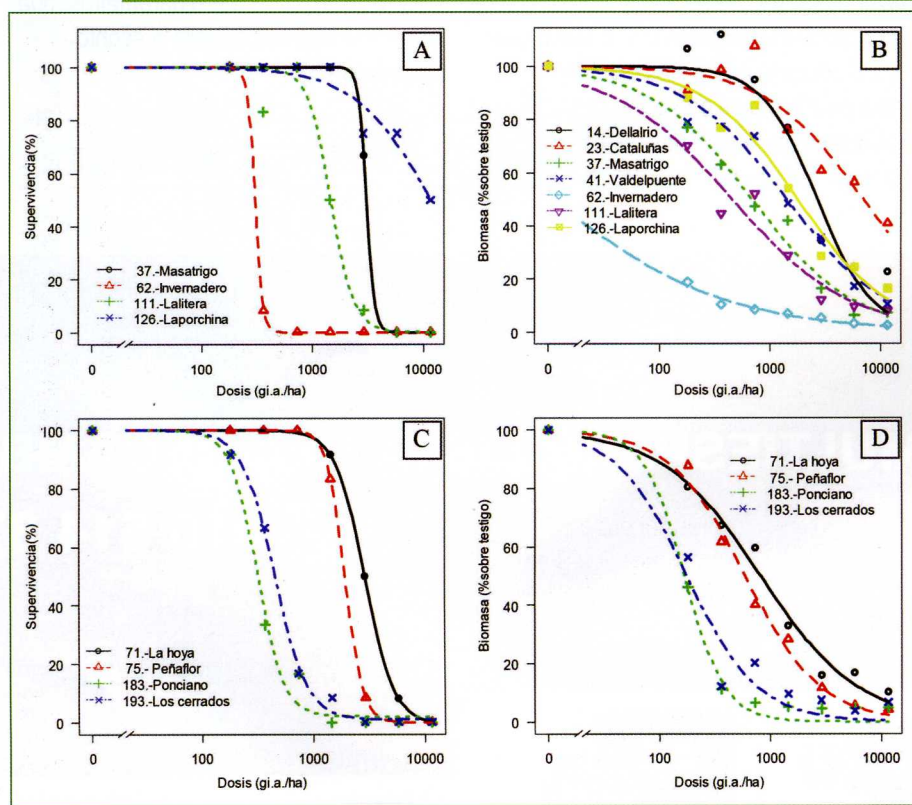 A
Supervivencia(%)
100
80
60
40
20
0
37.-Masatrigo
62.-Invernadero
111.-Lalitera
126.-Laporchina
0 100 1000 10000
Dosis (gi.a./ha)
B
Biomasa (%sobre testigo)
100
80
60
40
20
0
14.-Dellalrio
23.-Cataluñas
37.-Masatrigo
41.-Valdelpuente
62.-Invernadero
111.-Lalitera
126.-Laporchina
0 100 1000 10000
Dosis (gi.a./ha)
C
Supervivencia(%)
100
80
60
40
20
0
71.-La hoya
75.- Peñaflor
183.-Ponciano
193.-Los cerrados
0 100 1000 10000
Dosis (gi.a./ha)
D
Biomasa (%sobre testigo)
100
80
60
40
20
0
71.-La hoya
75.-Peñaflor
183.-Ponciano
193.-Los cerrados
0 100 1000 10000
Dosis (gi.a./ha)